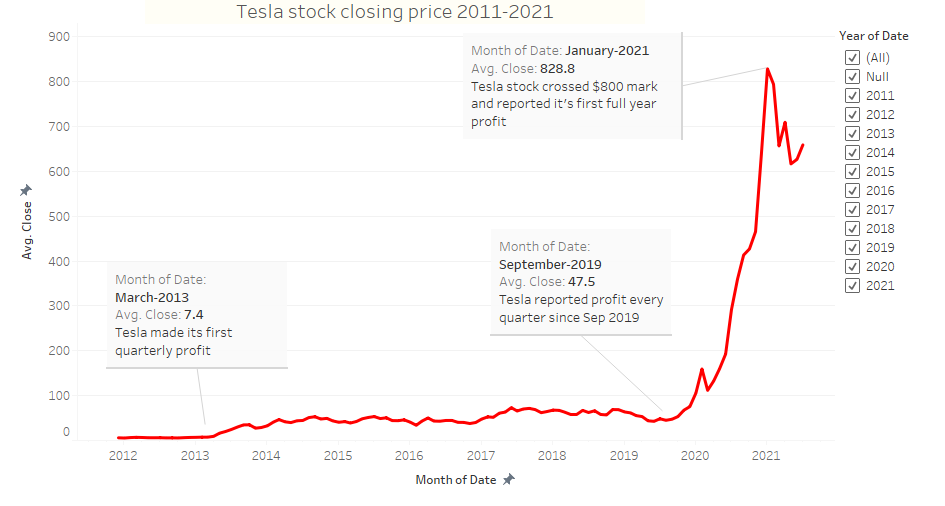 Tesla stock closing price 2011-2021
900
800
700
600
500
400
300
200
100
0
Avg. Close
Month of Date: January-2021
Avg. Close: 828.8
Tesla stock crossed $800 mark
and reported it's first full year
profit
Month of Date:
September-2019
Avg. Close: 47.5
Tesla reported profit every
quarter since Sep 2019
Month of Date:
March-2013
Avg. Close: 7.4
Tesla made its first
quarterly profit
2012 2013 2014 2015 2016 2017 2018 2019 2020 2021
Month of Date
Year of Date
(All)
Null
2011
2012
2013
2014
2015
2016
2017
2018
2019
2020
2021